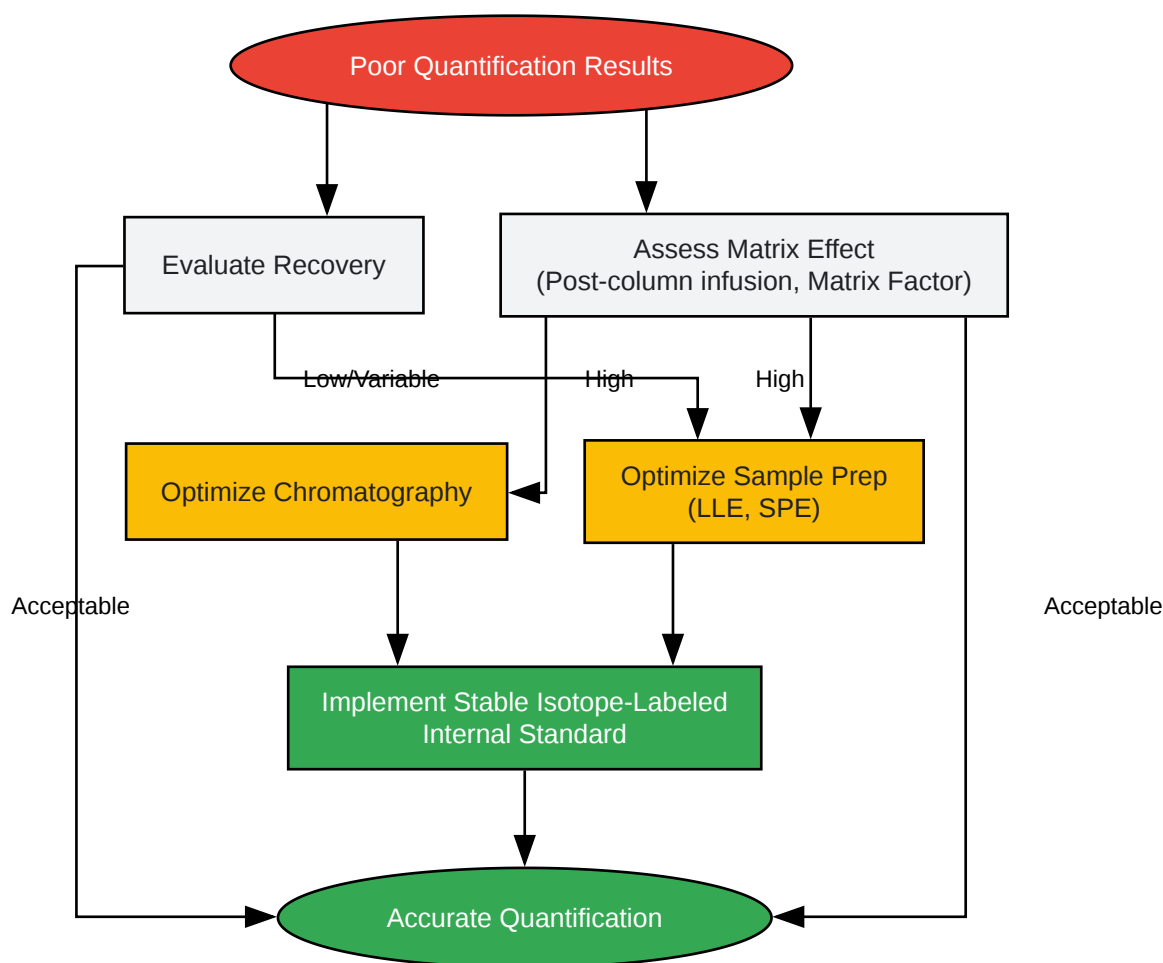 Poor Quantification Results
Evaluate Recovery
Assess Matrix Effect
(Post-column infusion, Matrix Factor)
Low/Variable
High
High
Optimize Chromatography
Optimize Sample Prep
(LLE, SPE)
Acceptable
Acceptable
Implement Stable Isotope-Labeled
Internal Standard
Accurate Quantification